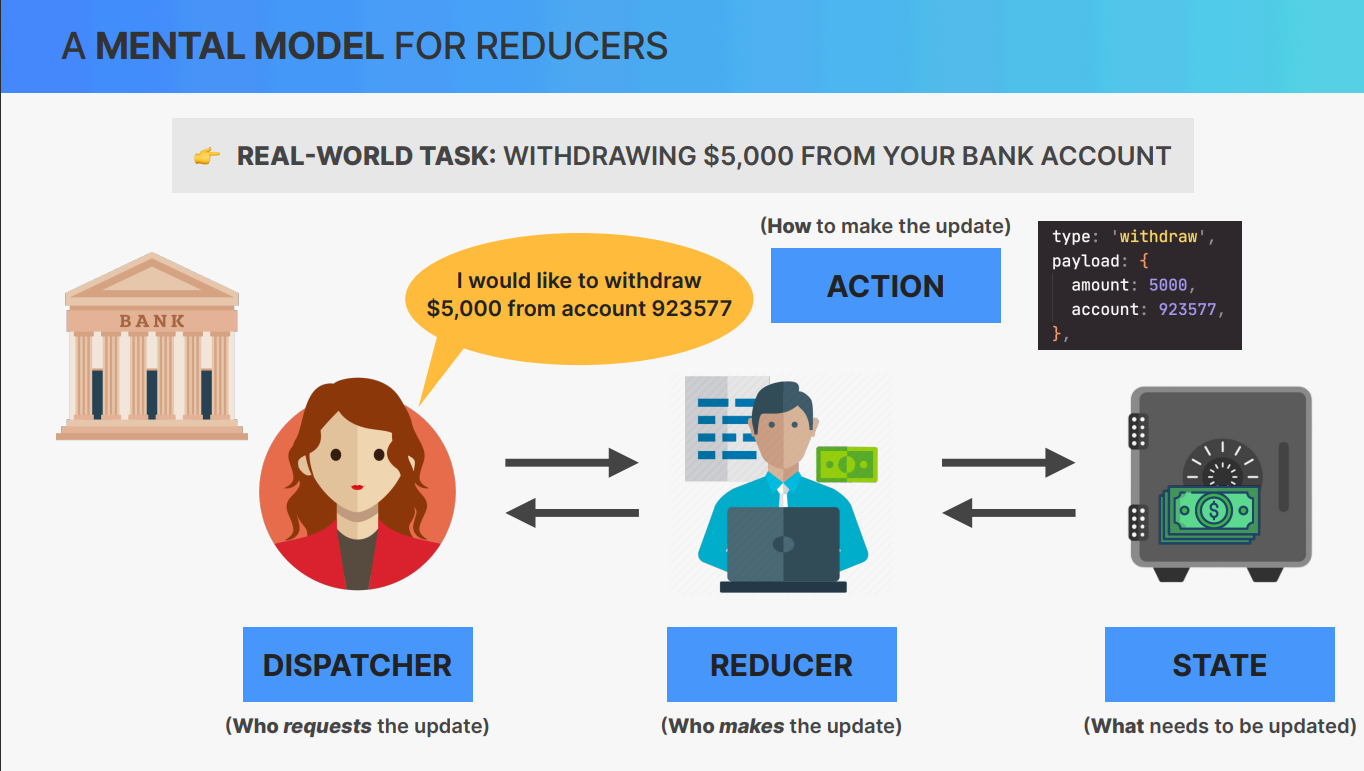 A MENTAL MODEL FOR REDUCERS
👉 REAL-WORLD TASK: WITHDRAWING $5,000 FROM YOUR BANK ACCOUNT
BANK
I would like to withdraw
$5,000 from account 923577
(How to make the update)
ACTION
type: 'withdraw',
payload: {
amount: 5000,
account: 923577,
},
$
DISPATCHER
(Who requests the update)
REDUCER
(Who makes the update)
STATE
(What needs to be updated)